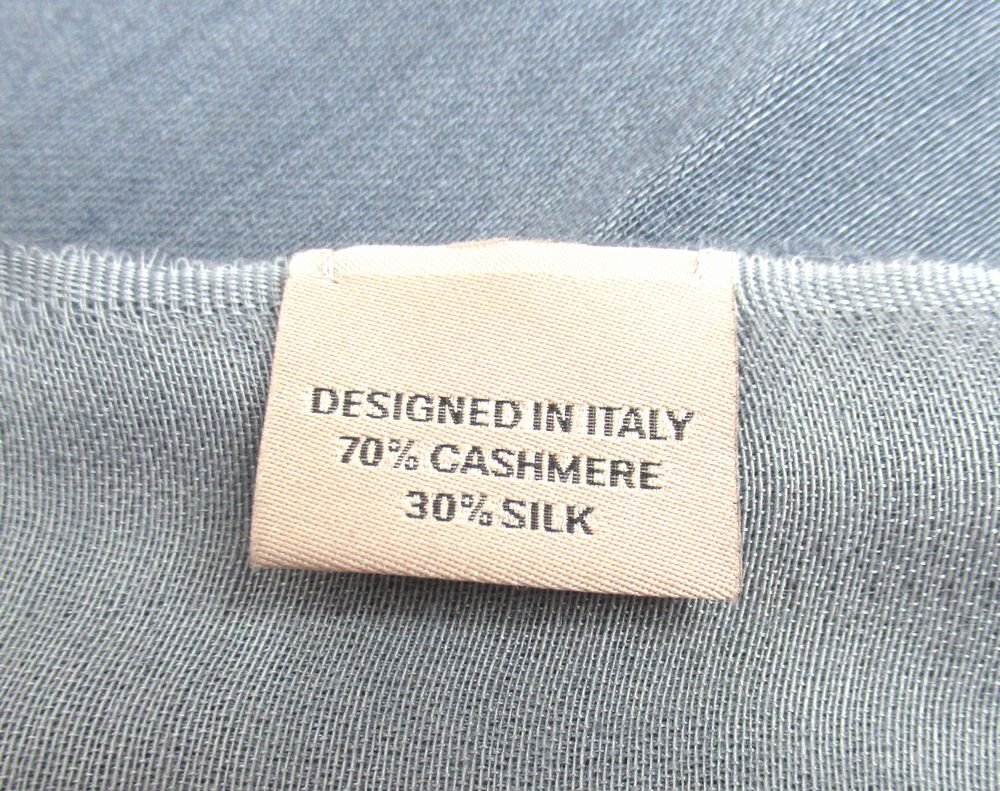 DESIGNED IN ITALY
70% CASHMERE
30% SILK